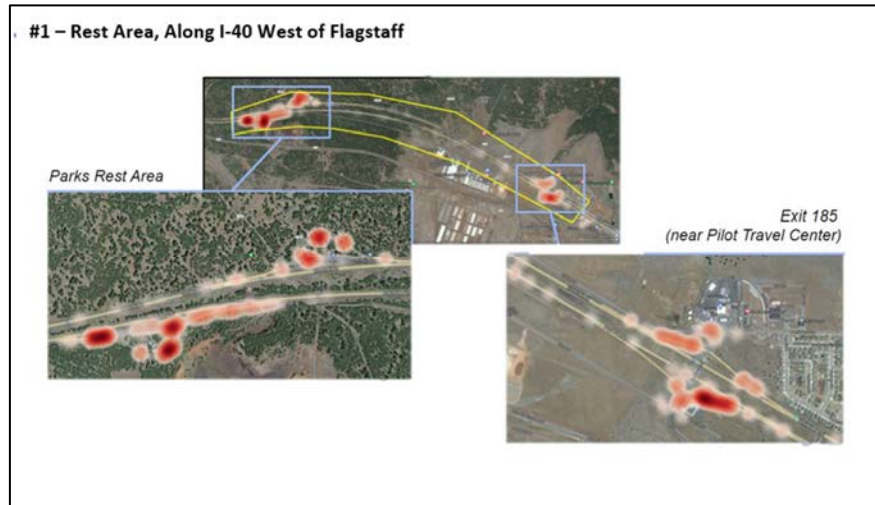 #1 – Rest Area, Along I-40 West of Flagstaff
Parks Rest Area
Exit 185
(near Pilot Travel Center)